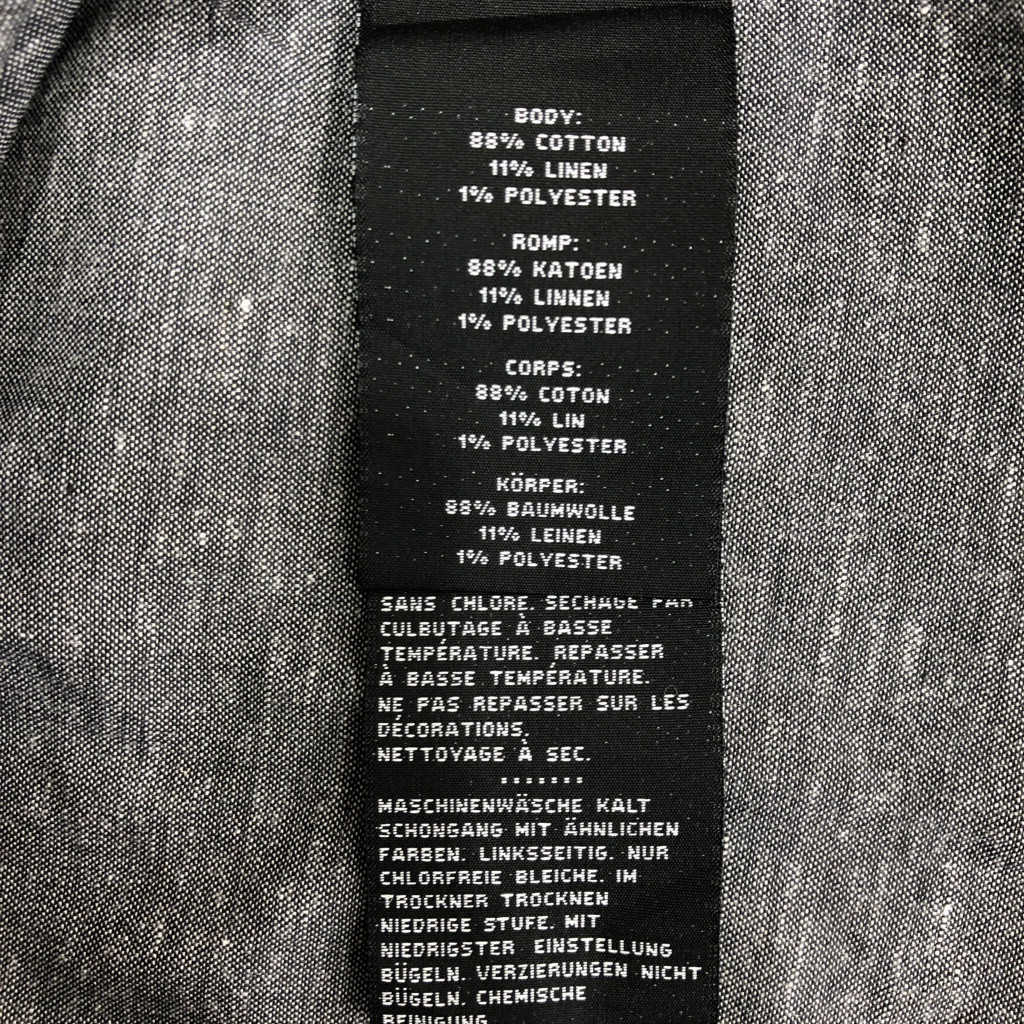 BODY:
88% COTTON
11% LINEN
1% POLYESTER
ROMP:
88% KATOEN
11% LINNEN
1% POLYESTER
CORPS:
88% COTON
11% LIN
1% POLYESTER
KÖRPER:
88% BAUMWOLLE
11% LEINEN
1% POLYESTER
SANS CHLORE. SECHAGE PAR
CULBUTAGE À BASSE
TEMPÉRATURE. REPASSER
À BASSE TEMPÉRATURE.
NE PAS REPASSER SUR LES
DÉCORATIONS.
NETTOYAGE À SEC.
MASCHINENWÄSCHE KALT
SCHONGANG MIT ÄHNLICHEN
FARBEN. LINKSSEITIG. NUR
CHLORFREIE BLEICHE. IM
TROCKNER TROCKNEN
NIEDRIGE STUFE. MIT
NIEDRIGSTER EINSTELLUNG
BÜGELN. VERZIERUNGEN NICHT
BÜGELN. CHEMISCHE
REINIGUNG